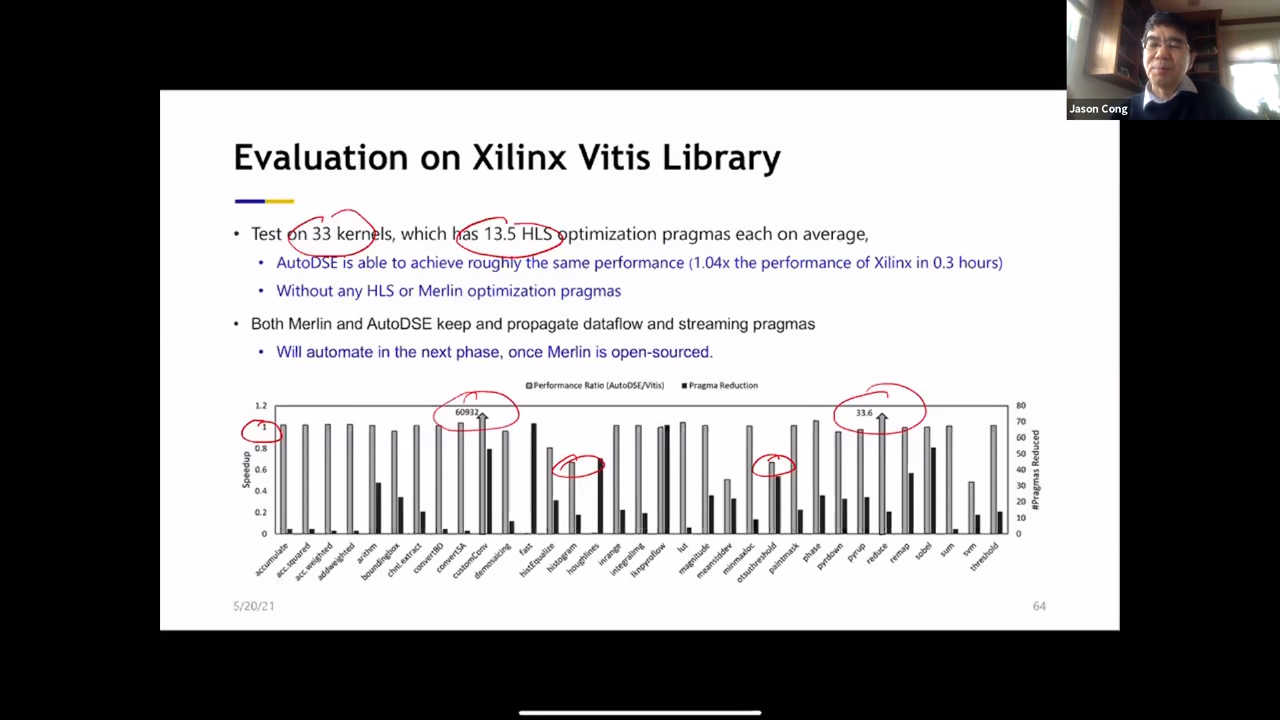 Jason Cong
Evaluation on Xilinx Vitis Library
• Test on 33 kernels, which has 13.5 HLS optimization pragmas each on average,
• AutoDSE is able to achieve roughly the same performance (1.04x the performance of Xilinx in 0.3 hours)
• Without any HLS or Merlin optimization pragmas
• Both Merlin and AutoDSE keep and propagate dataflow and streaming pragmas
• Will automate in the next phase, once Merlin is open-sourced.
Performance Ratio (AutoDSE/Vitis) Pragma Reduction
60932 33.6
Speedup
1.2
1
0.8
0.6
0.4
0.2
0
80
70
60
50
40
30
20
10
0
#Pragmas Reduced
accumulate
acc.squared
acc.weighted
addweighted
arithm
boundingbox
chnl.extract
convertBD
convertSA
customConv
demosaicing
fast
histEqualize
histogram
houghlines
inrange
integralimg
lknpyroflow
lut
magnitude
meanstddev
minmaxloc
otsuthreshold
paintmask
phase
pyrdown
pyrup
reduce
remap
sobel
sum
svm
threshold
5/20/21
64